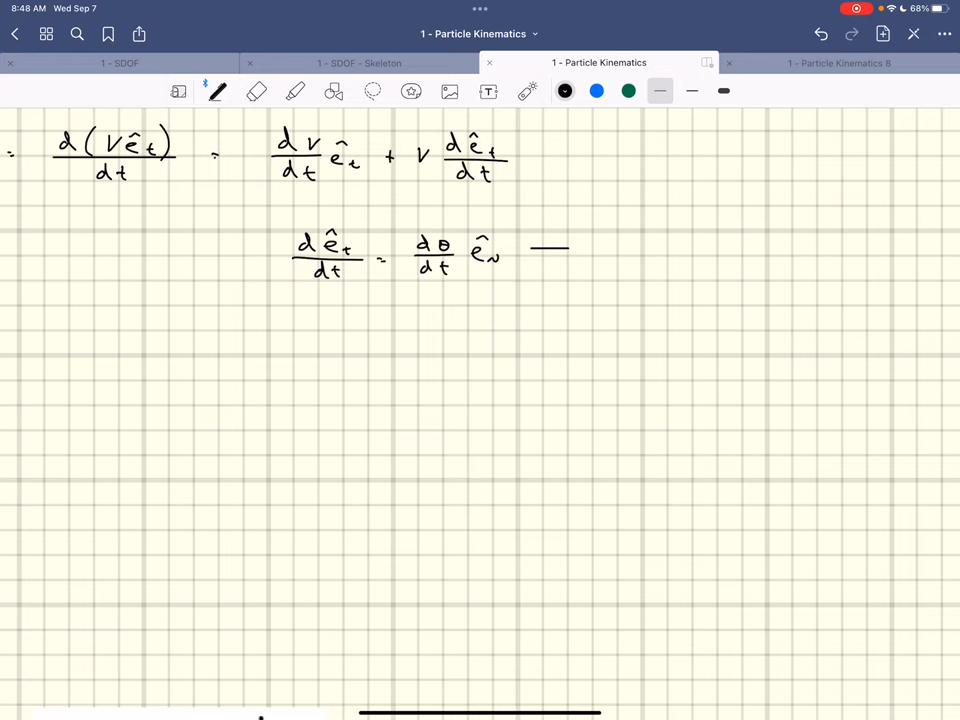 8:48 AM Wed Sep 7
68%
1 - Particle Kinematics
1 - SDOF
1 - SDOF - Skeleton
1 - Particle Kinematics
1 - Particle Kinematics 8
= d(v ê_t)/dt = dv/dt ê_t + v dê_t/dt
dê_t/dt = dθ/dt ê_N —